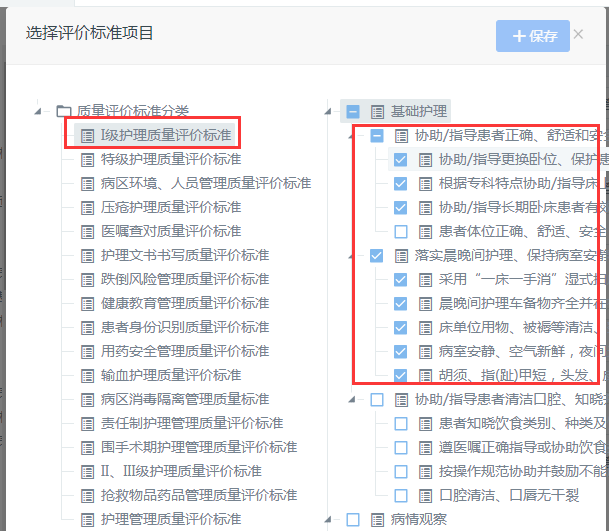 选择评价标准项目
+保存 ×
质量评价标准分类
I级护理质量评价标准
特级护理质量评价标准
病区环境、人员管理质量评价标准
压疮护理质量评价标准
医嘱查对质量评价标准
护理文书书写质量评价标准
跌倒风险管理质量评价标准
健康教育管理质量评价标准
患者身份识别质量评价标准
用药安全管理质量评价标准
输血护理质量评价标准
病区消毒隔离管理质量标准
责任制护理管理质量评价标准
围手术期护理管理质量评价标准
II、III级护理质量评价标准
抢救物品药品管理质量评价标准
护理管理质量评价标准
基础护理
协助/指导患者正确、舒适和安全
协助/指导更换卧位、保护患
根据专科特点协助/指导床上
协助/指导长期卧床患者有效
患者体位正确、舒适、安全
落实晨晚间护理、保持病室安静
采用“一床一手消”湿式扫
晨晚间护理车备物齐全并在
床单位用物、被褥等清洁、
病室安静、空气新鲜，夜间
胡须、指(趾)甲短，头发、
协助/指导患者清洁口腔、知晓
患者知晓饮食类别、种类及
遵医嘱正确指导或协助饮食
按操作规范协助并鼓励不能
口腔清洁、口唇无干裂
病情观察